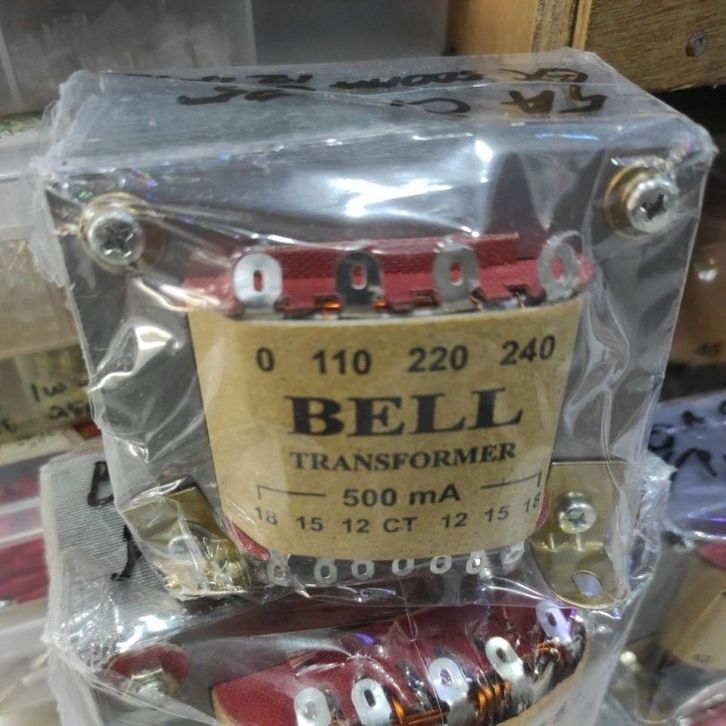 0 110 220 240
BELL
TRANSFORMER
500 mA
18 15 12 CT 12 15 18